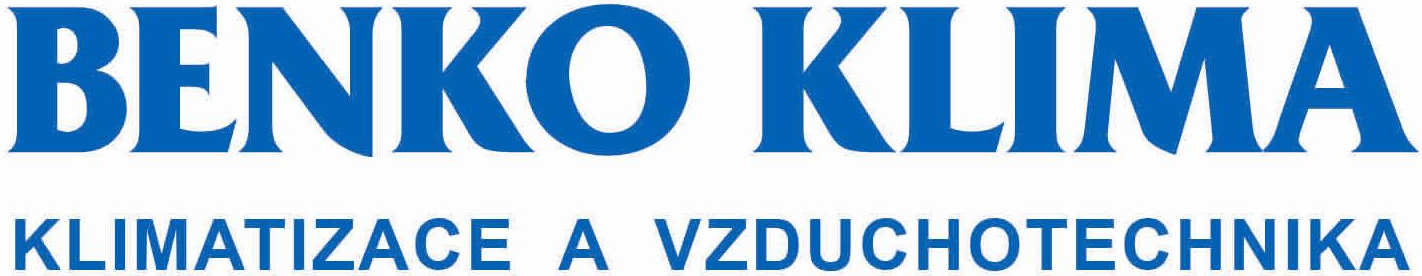 BENKO KLIMA
KLIMATIZACE A VZDUCHOTECHNIKA